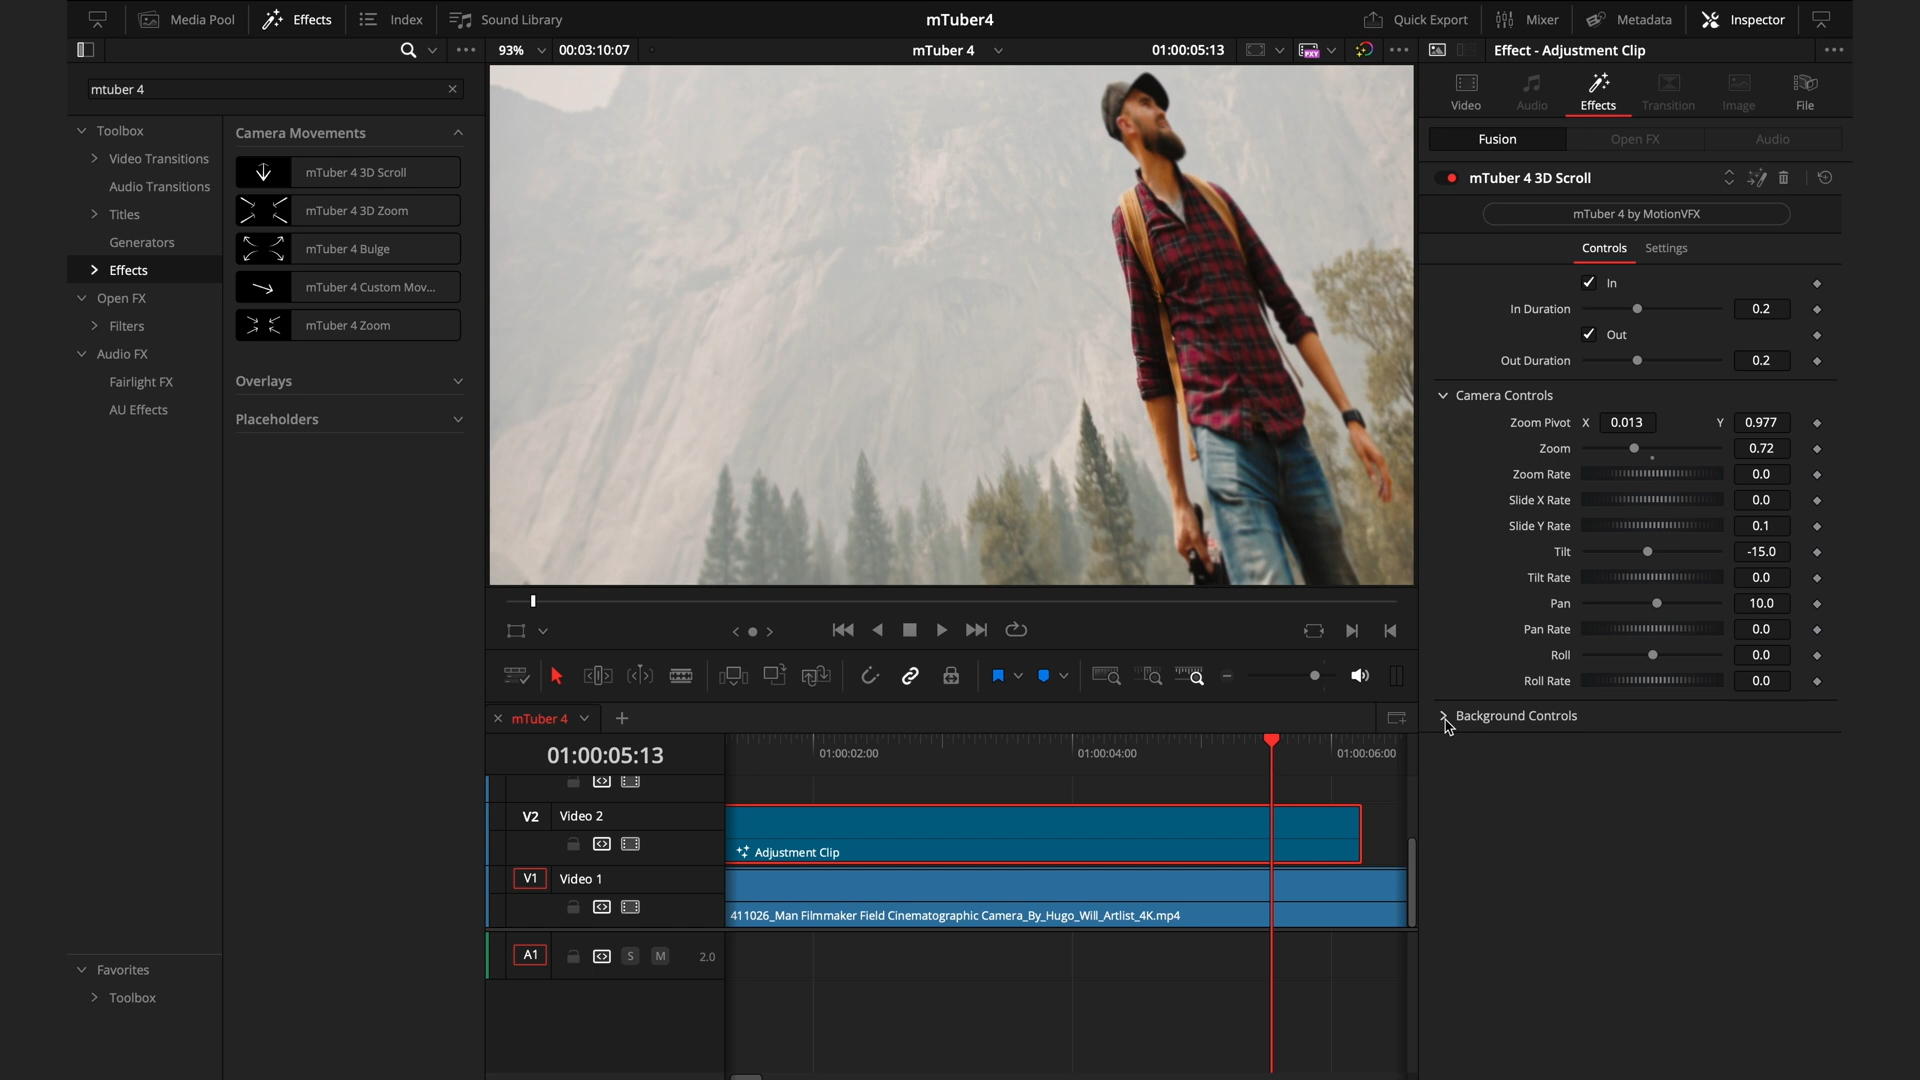 Media Pool
Effects
Index
Sound Library
mTuber4
Quick Export
Mixer
Metadata
Inspector
93%
00:03:10:07
mTuber 4
01:00:05:13
PXY
Effect - Adjustment Clip
mtuber 4
Toolbox
Video Transitions
Audio Transitions
Titles
Generators
Effects
Open FX
Filters
Audio FX
Fairlight FX
AU Effects
Favorites
Toolbox
Camera Movements
mTuber 4 3D Scroll
mTuber 4 3D Zoom
mTuber 4 Bulge
mTuber 4 Custom Mov...
mTuber 4 Zoom
Overlays
Placeholders
Video
Audio
Effects
Transition
Image
File
Fusion
Open FX
Audio
mTuber 4 3D Scroll
mTuber 4 by MotionVFX
Controls
Settings
In
In Duration 0.2
Out
Out Duration 0.2
Camera Controls
Zoom Pivot X 0.013 Y 0.977
Zoom 0.72
Zoom Rate 0.0
Slide X Rate 0.0
Slide Y Rate 0.1
Tilt -15.0
Tilt Rate 0.0
Pan 10.0
Pan Rate 0.0
Roll 0.0
Roll Rate 0.0
Background Controls
mTuber 4
01:00:05:13
01:00:02:00
01:00:04:00
01:00:06:00
V2 Video 2
Adjustment Clip
V1 Video 1
411026_Man Filmmaker Field Cinematographic Camera_By_Hugo_Will_Artlist_4K.mp4
A1 S M 2.0